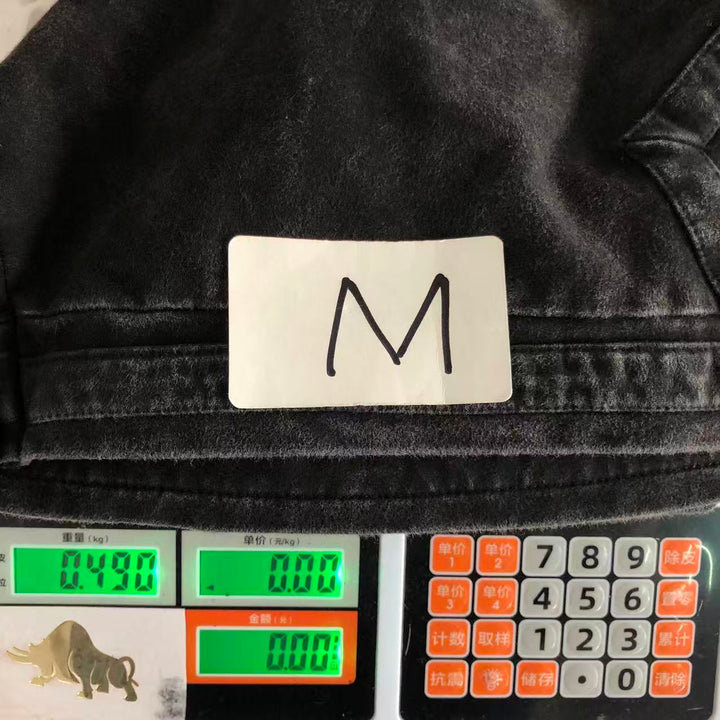 M
重量(kg)
0.490
单价(元/kg)
0.00
金额(元)
0.00
单价1 单价2 7 8 9 除皮
单价3 单价4 4 5 6 置零
计数 取样 1 2 3 累计
抗震 储存 · 0 清除